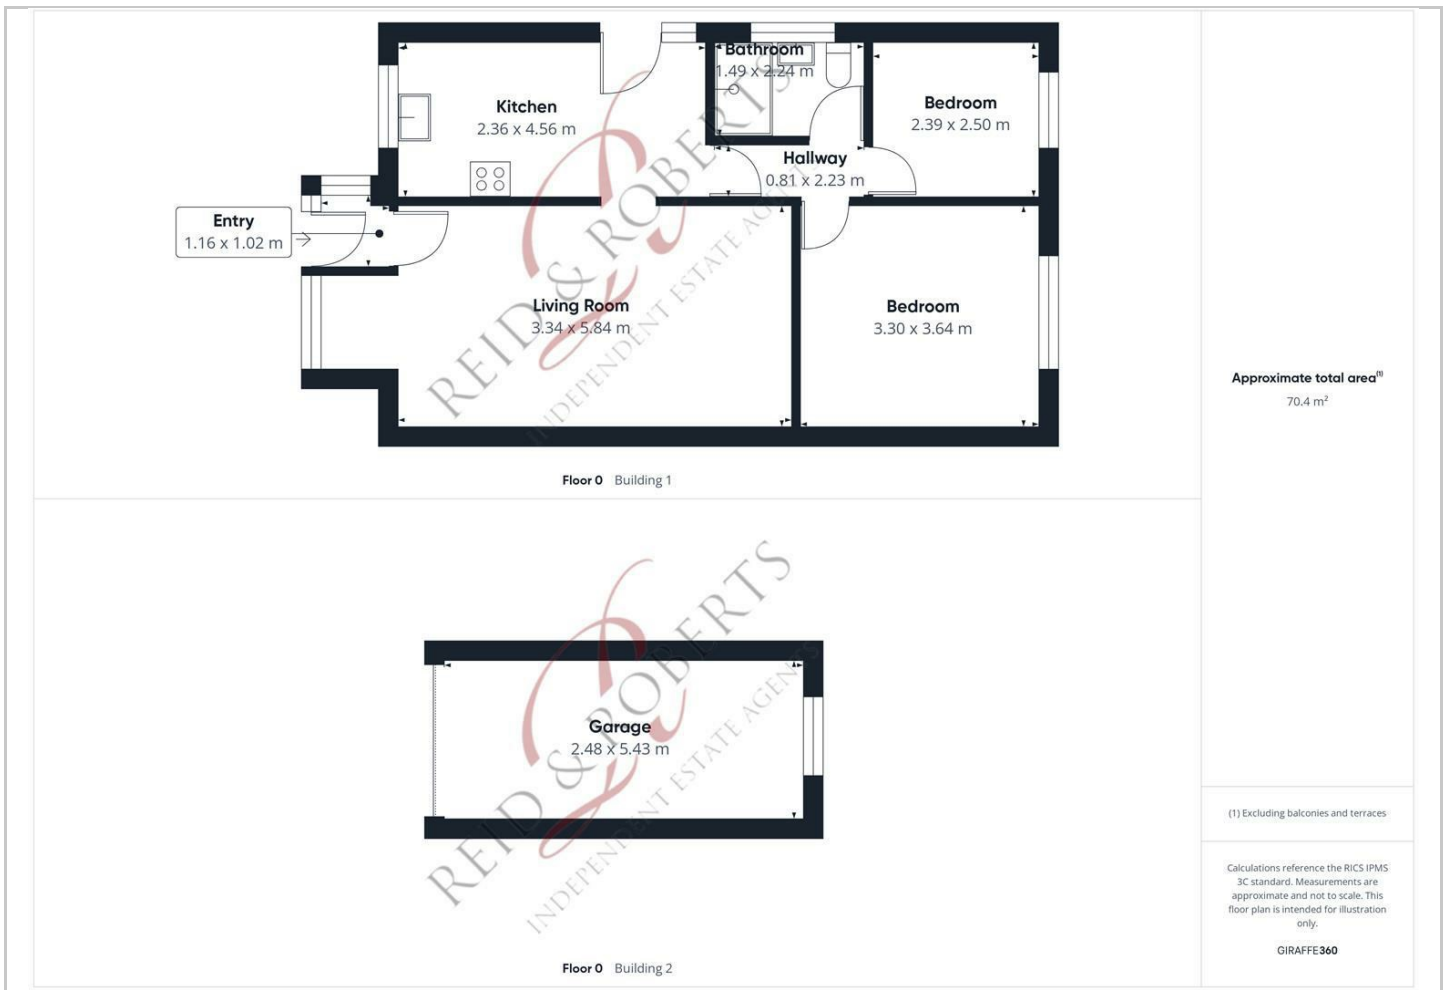 Kitchen
2.36 x 4.56 m
Bathroom
1.49 x 2.24 m
Bedroom
2.39 x 2.50 m
Hallway
0.81 x 2.23 m
Entry
1.16 x 1.02 m
Living Room
3.34 x 5.84 m
Bedroom
3.30 x 3.64 m
REID & ROBERTS
INDEPENDENT ESTATE AGENTS
Floor 0 Building 1
Garage
2.48 x 5.43 m
REID & ROBERTS
INDEPENDENT ESTATE AGENTS
Floor 0 Building 2
Approximate total area(1)
70.4 m²
(1) Excluding balconies and terraces
Calculations reference the RICS IPMS
3C standard. Measurements are
approximate and not to scale. This
floor plan is intended for illustration
only.
GIRAFFE360